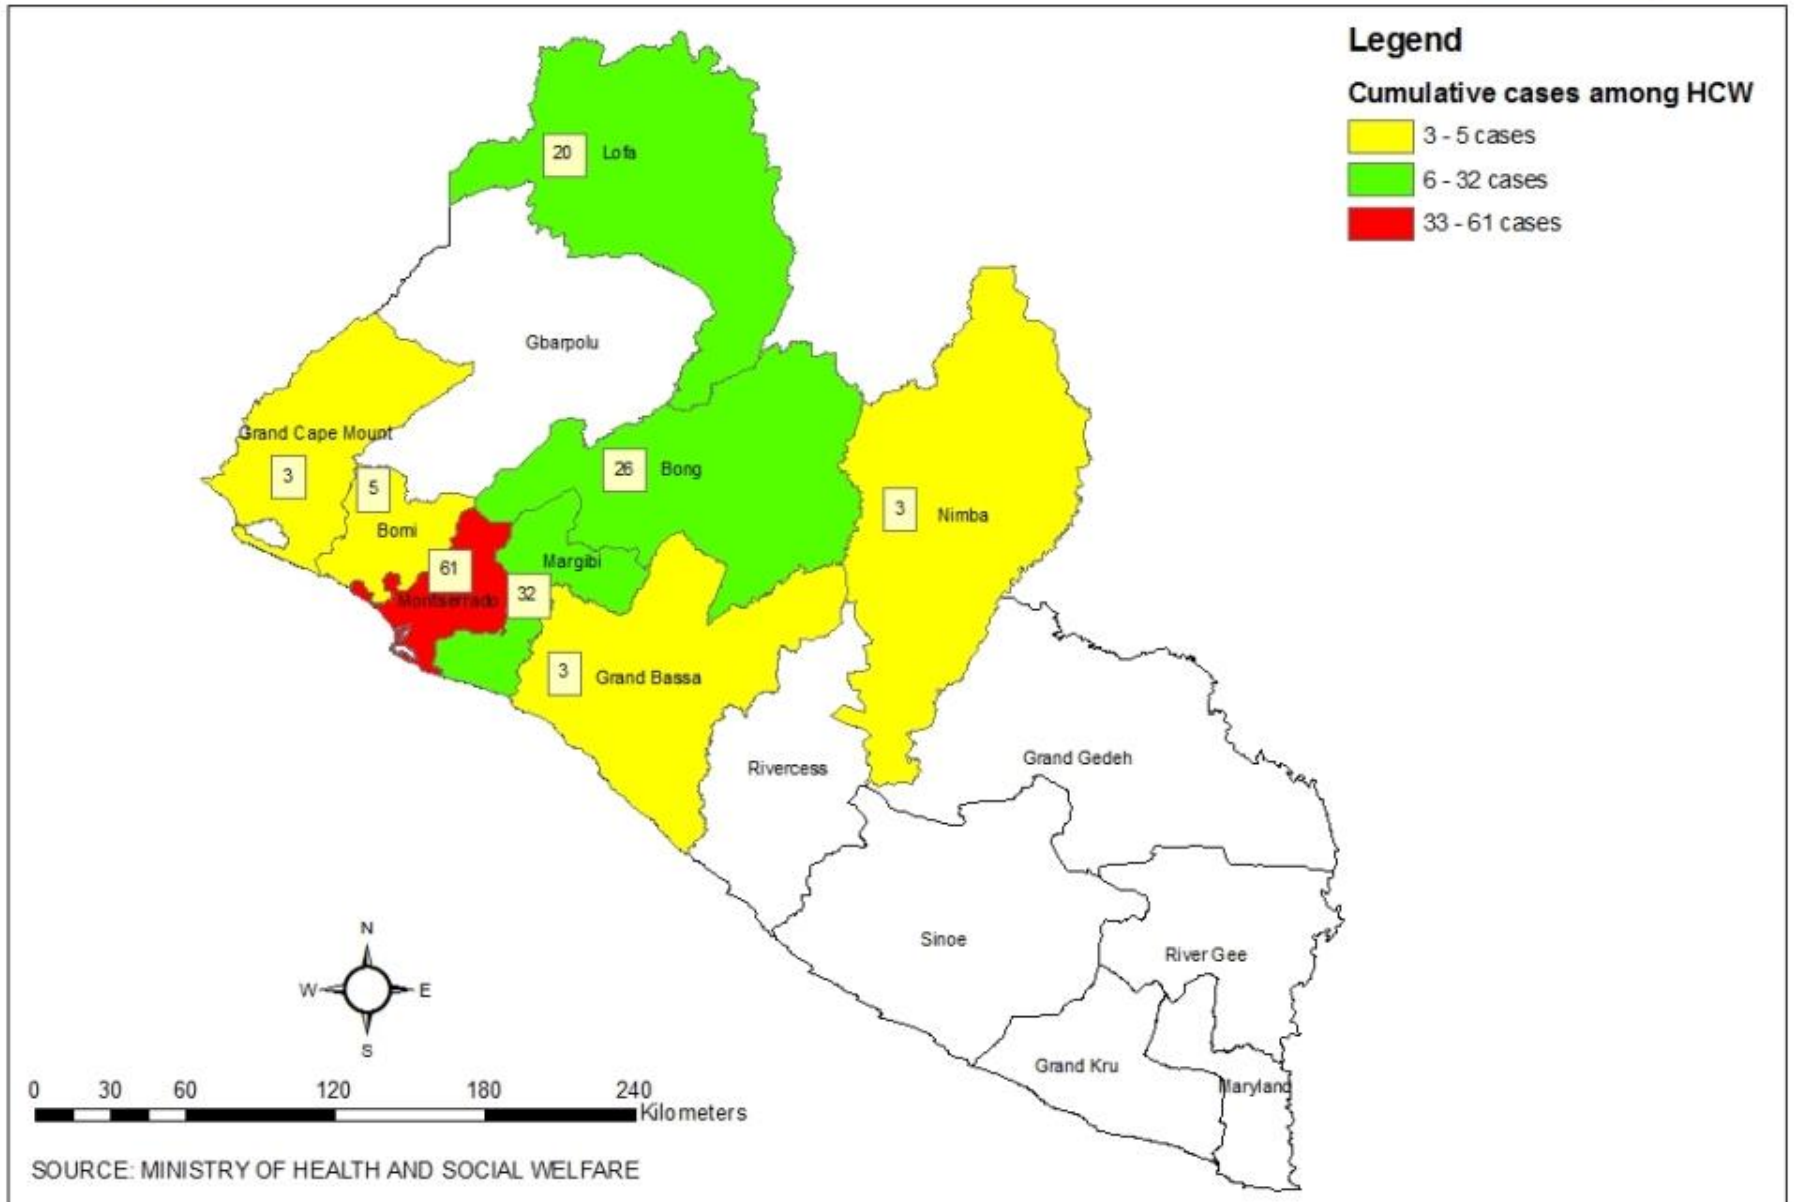 Legend
Cumulative cases among HCW
3 - 5 cases
6 - 32 cases
33 - 61 cases
20 Lofa
Gbarpolu
Grand Cape Mount
3
5
Bomi
26 Bong
3 Nimba
61
Montserrado
Margibi
32
3 Grand Bassa
Rivercess
Grand Gedeh
Sinoe
River Gee
Grand Kru
Maryland
N
W E
S
0 30 60 120 180 240
Kilometers
SOURCE: MINISTRY OF HEALTH AND SOCIAL WELFARE